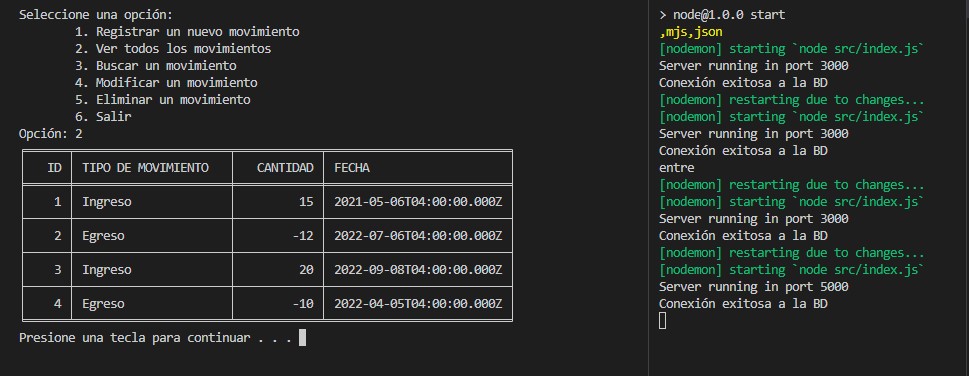 Seleccione una opción:
1. Registrar un nuevo movimiento
2. Ver todos los movimientos
3. Buscar un movimiento
4. Modificar un movimiento
5. Eliminar un movimiento
6. Salir
Opción: 2
ID TIPO DE MOVIMIENTO CANTIDAD FECHA
1 Ingreso 15 2021-05-06T04:00:00.000Z
2 Egreso -12 2022-07-06T04:00:00.000Z
3 Ingreso 20 2022-09-08T04:00:00.000Z
4 Egreso -10 2022-04-05T04:00:00.000Z
Presione una tecla para continuar . . .
> node@1.0.0 start
,mjs,json
[nodemon] starting `node src/index.js`
Server running in port 3000
Conexión exitosa a la BD
[nodemon] restarting due to changes...
[nodemon] starting `node src/index.js`
Server running in port 3000
Conexión exitosa a la BD
entre
[nodemon] restarting due to changes...
[nodemon] starting `node src/index.js`
Server running in port 3000
Conexión exitosa a la BD
[nodemon] restarting due to changes...
[nodemon] starting `node src/index.js`
Server running in port 5000
Conexión exitosa a la BD